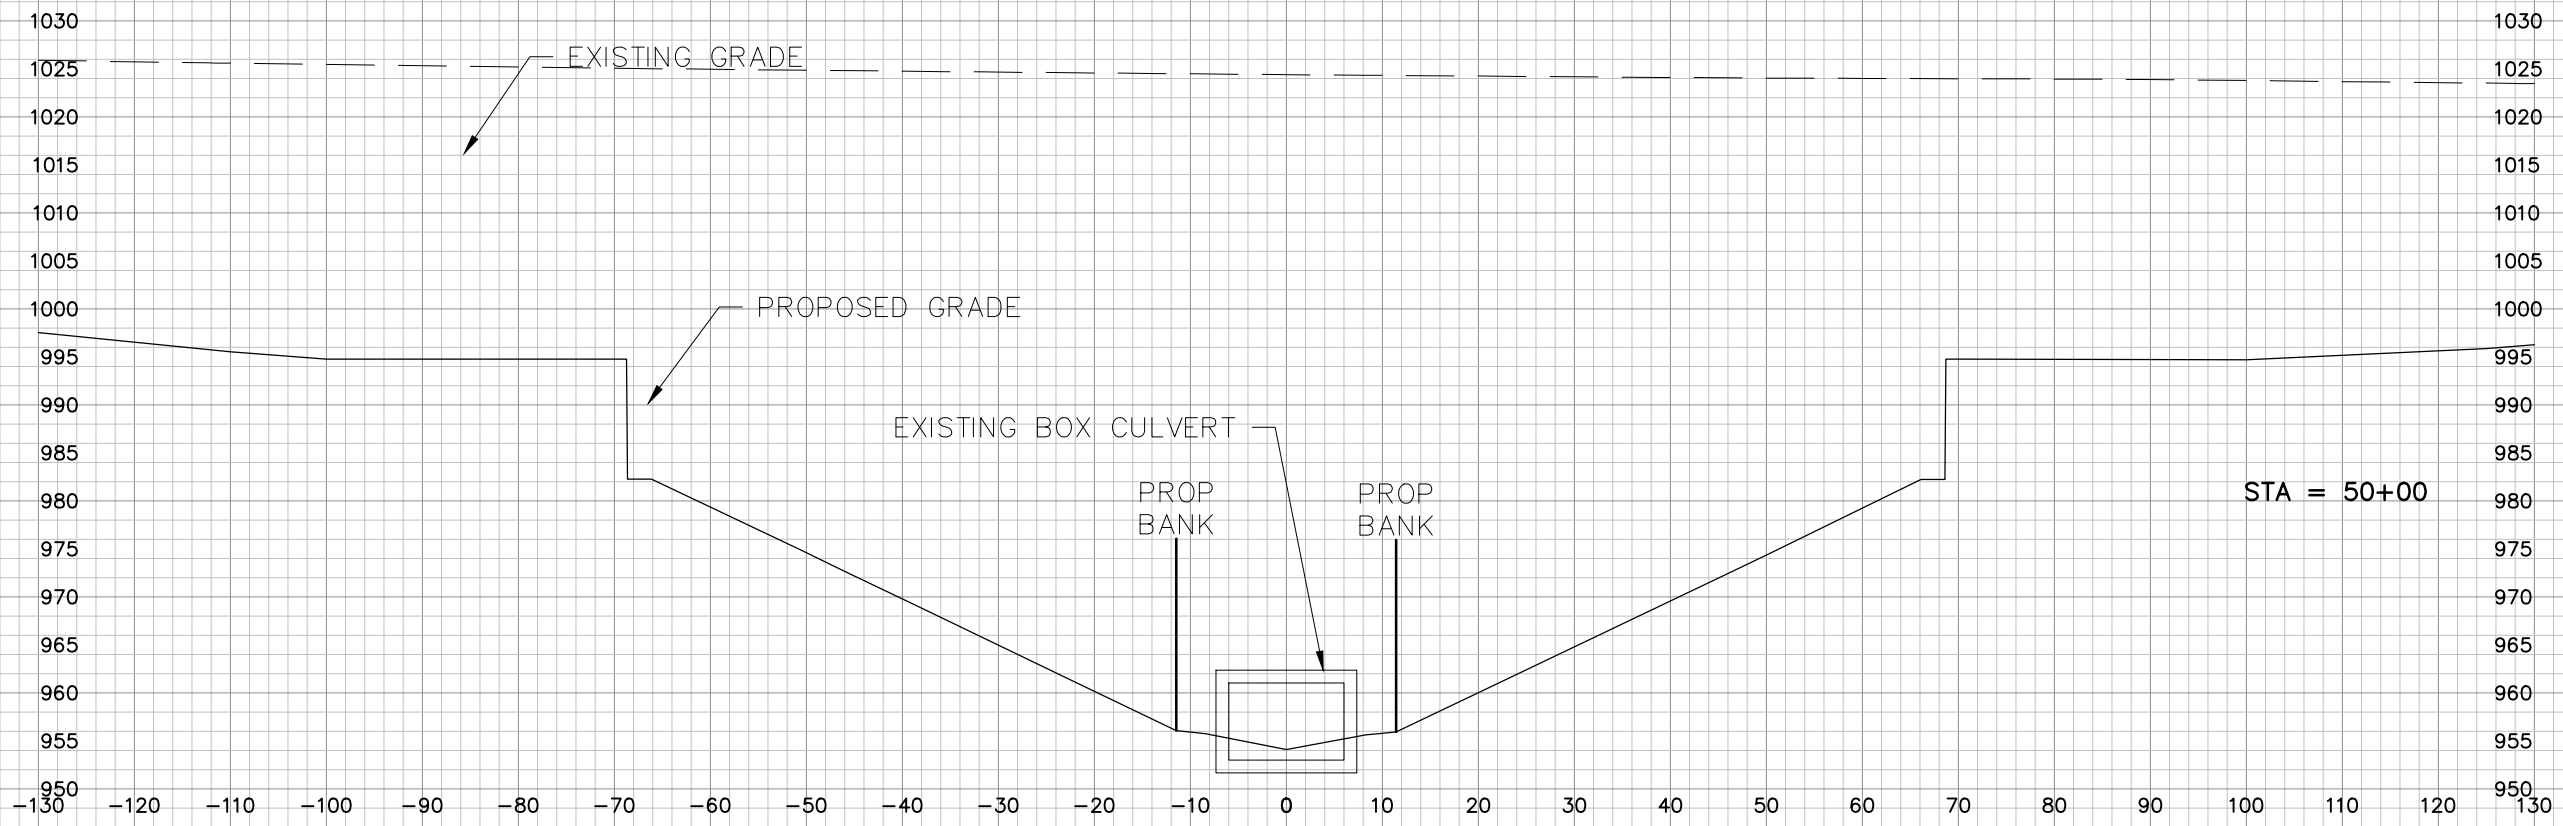 1030 1030
EXISTING GRADE
1025 1025
1020 1020
1015 1015
1010 1010
1005 1005
1000 PROPOSED GRADE 1000
995 995
990 990
EXISTING BOX CULVERT
985 985
PROP PROP STA = 50+00
980 980
BANK BANK
975 975
970 970
965 965
960 960
955 955
950 950
-130 -120 -110 -100 -90 -80 -70 -60 -50 -40 -30 -20 -10 0 10 20 30 40 50 60 70 80 90 100 110 120 130